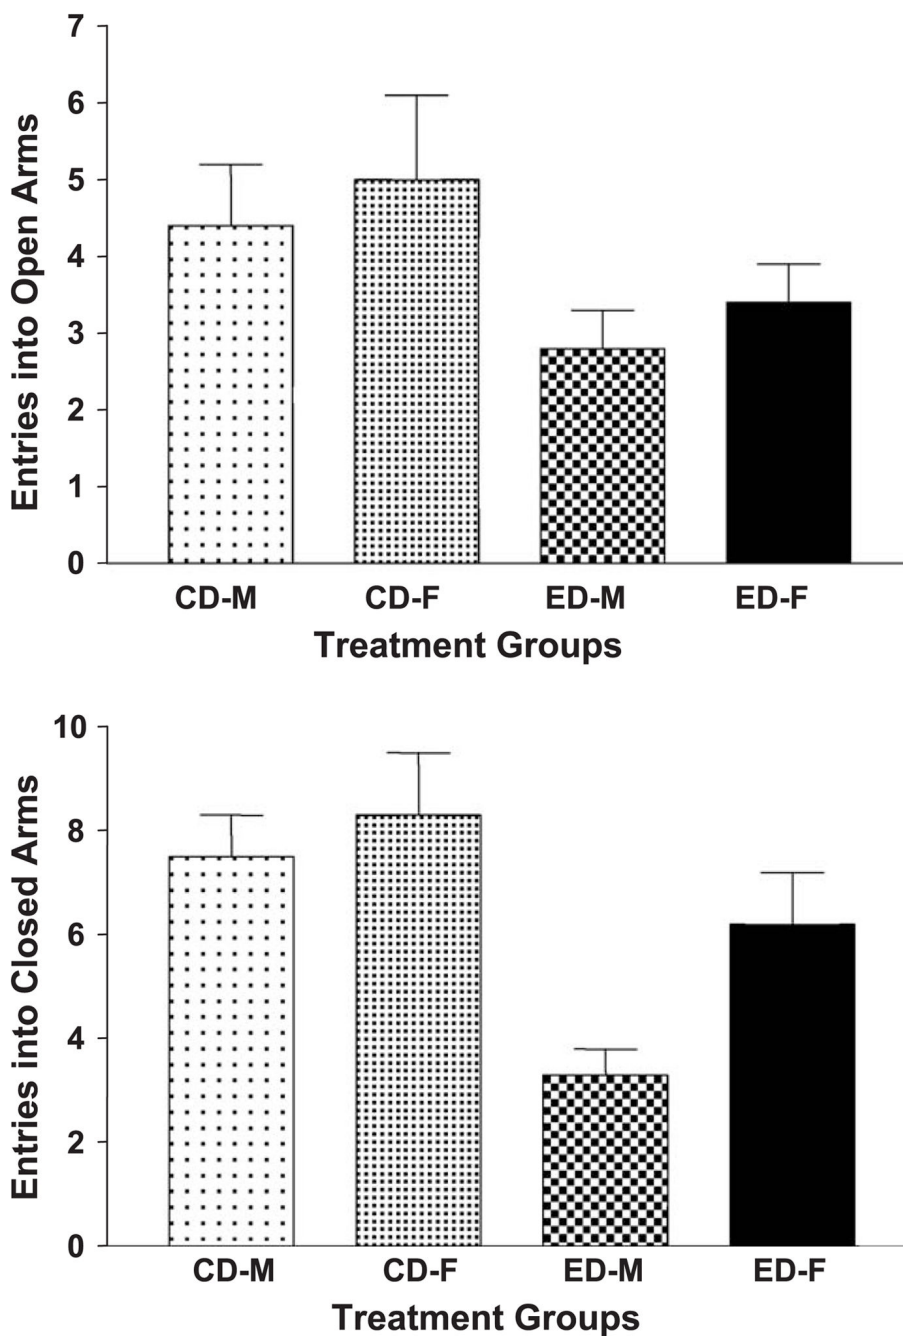 7
6
5
4
3
2
1
0
Entries into Open Arms
CD-M CD-F ED-M ED-F
Treatment Groups
10
8
6
4
2
0
Entries into Closed Arms
CD-M CD-F ED-M ED-F
Treatment Groups